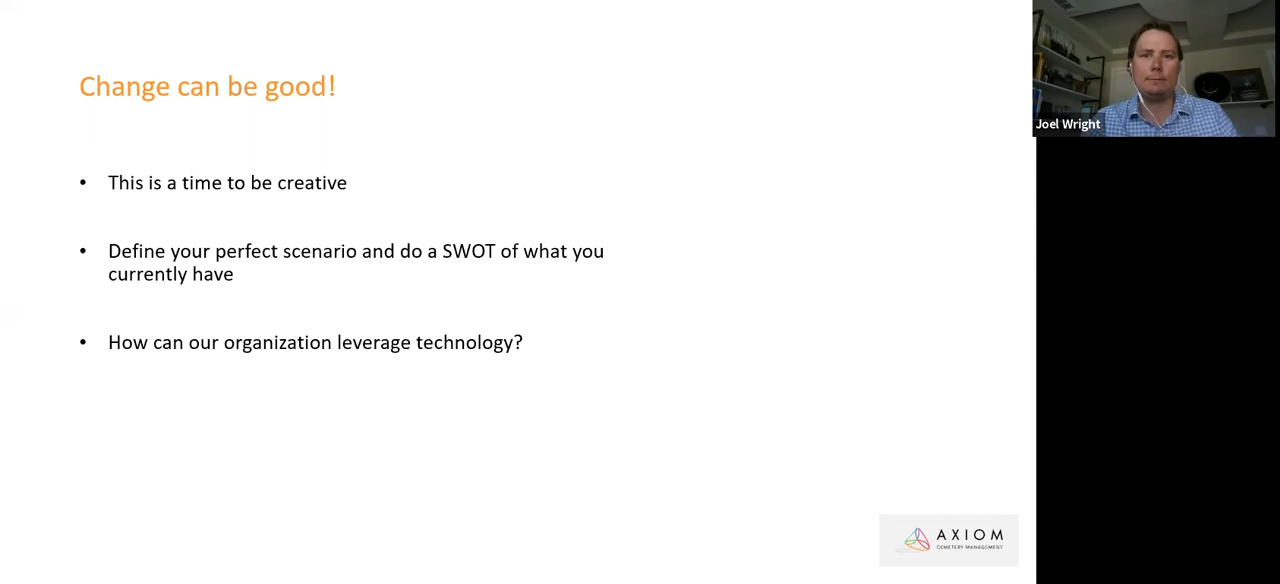 Change can be good!
• This is a time to be creative
• Define your perfect scenario and do a SWOT of what you
currently have
• How can our organization leverage technology?
Joel Wright
AXIOM
CEMETERY MANAGEMENT